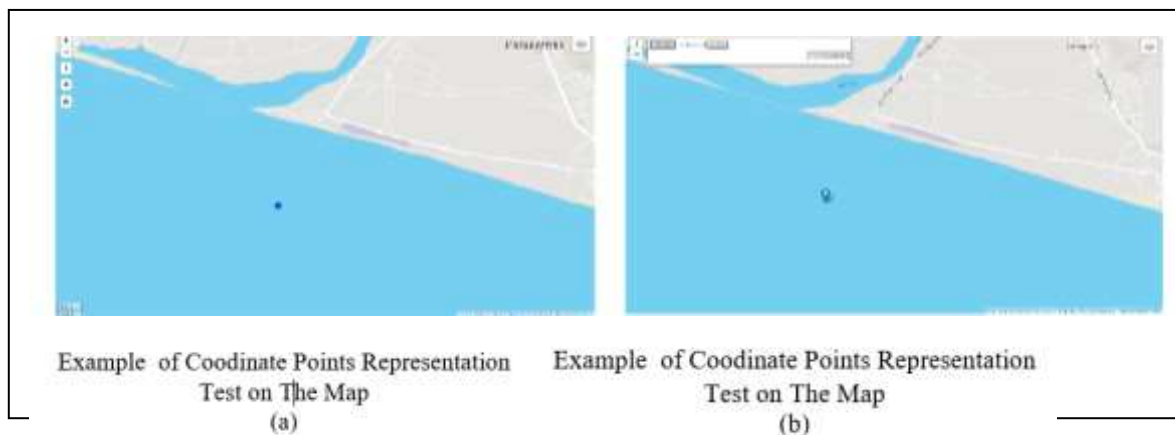 Example of Coodinate Points Representation
Test on The Map
(a)
Example of Coodinate Points Representation
Test on The Map
(b)